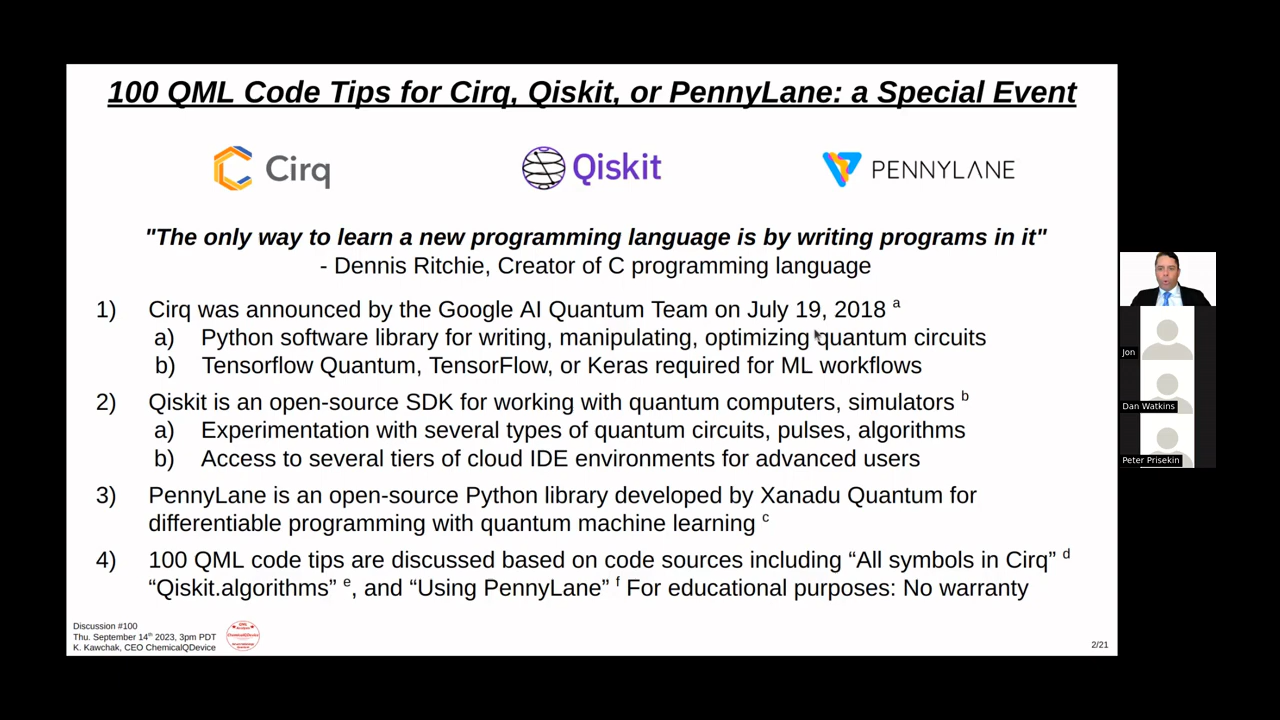 100 QML Code Tips for Cirq, Qiskit, or PennyLane: a Special Event
Cirq
Qiskit
PENNYLANE
"The only way to learn a new programming language is by writing programs in it"
- Dennis Ritchie, Creator of C programming language
1) Cirq was announced by the Google AI Quantum Team on July 19, 2018 a
a) Python software library for writing, manipulating, optimizing quantum circuits
b) Tensorflow Quantum, TensorFlow, or Keras required for ML workflows
2) Qiskit is an open-source SDK for working with quantum computers, simulators b
a) Experimentation with several types of quantum circuits, pulses, algorithms
b) Access to several tiers of cloud IDE environments for advanced users
3) PennyLane is an open-source Python library developed by Xanadu Quantum for
differentiable programming with quantum machine learning c
4) 100 QML code tips are discussed based on code sources including “All symbols in Cirq” d
“Qiskit.algorithms” e, and “Using PennyLane” f For educational purposes: No warranty
Discussion #100
Thu. September 14th 2023, 3pm PDT
K. Kawchak, CEO ChemicalQDevice
2/21
Jon
Dan Watkins
Peter Prisekin